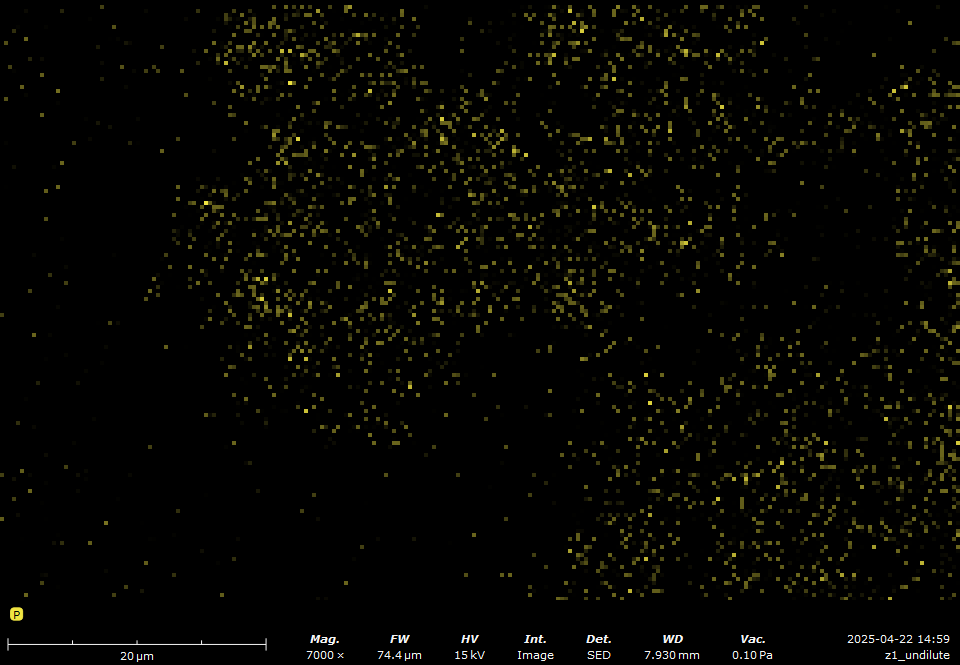 P
20 µm
Mag. FW HV Int. Det. WD Vac. 2025-04-22 14:59
7000 × 74.4 µm 15 kV Image SED 7.930 mm 0.10 Pa z1_undilute